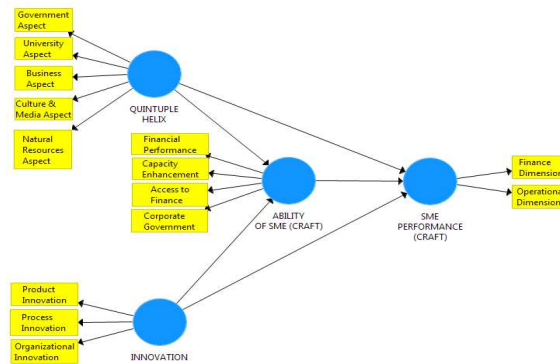 Government
Aspect
University
Aspect
Business
Aspect
Culture &
Media Aspect
Natural
Resources
Aspect
QUINTUPLE
HELIX
Financial
Performance
Capacity
Enhancement
Access to
Finance
Corporate
Government
ABILITY
OF SME (CRAFT)
SME
PERFORMANCE
(CRAFT)
Finance
Dimension
Operational
Dimension
Product
Innovation
Process
Innovation
Organizational
Innovation
INNOVATION